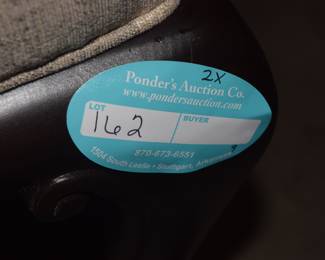 Ponder's Auction Co. 2X
www.pondersauction.com
LOT
162
BUYER
870-673-6551
1504 South Leslie • Stuttgart, Arkansas